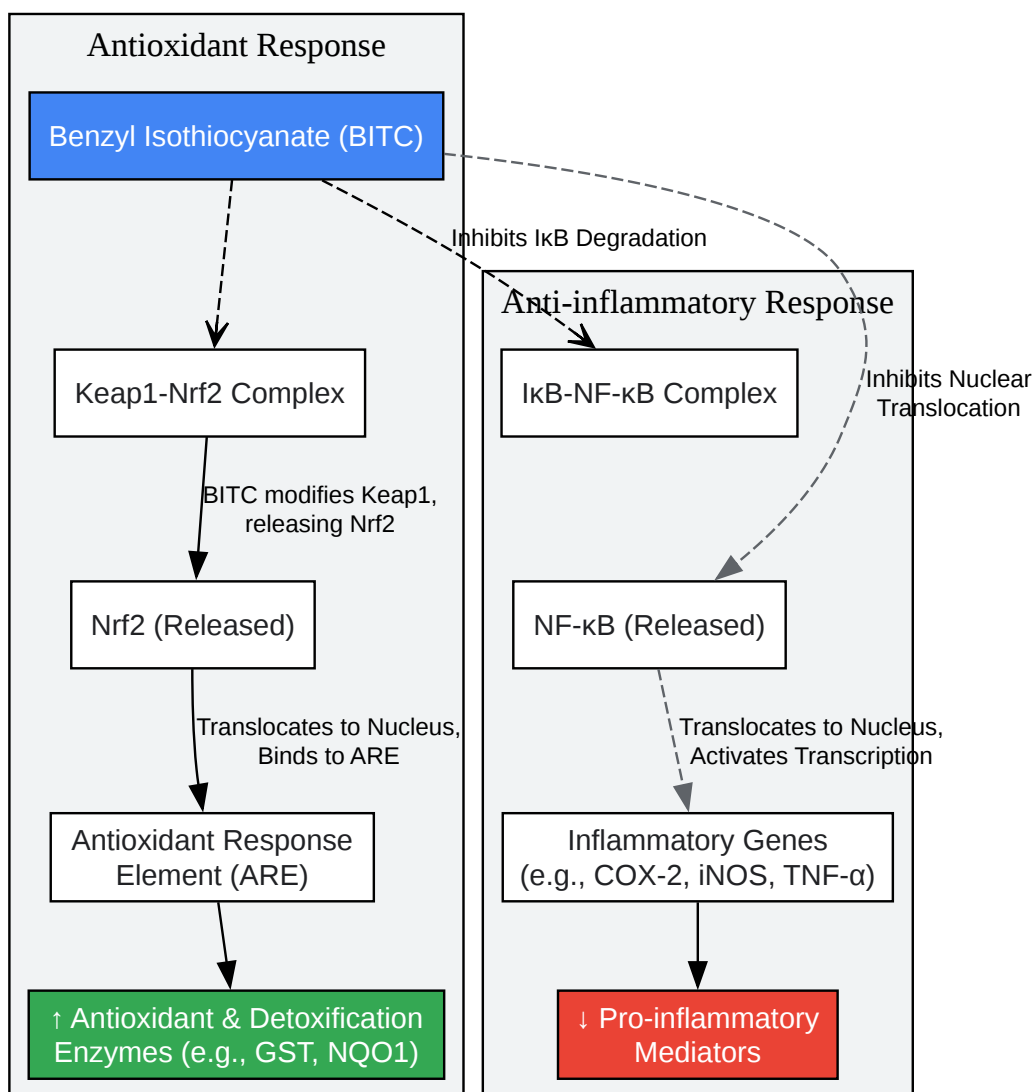 Antioxidant Response
Benzyl Isothiocyanate (BITC)
Inhibits IκB Degradation
Anti-inflammatory Response
Keap1-Nrf2 Complex
IκB-NF-κB Complex
Inhibits Nuclear
Translocation
BITC modifies Keap1,
releasing Nrf2
Nrf2 (Released)
NF-κB (Released)
Translocates to Nucleus,
Binds to ARE
Translocates to Nucleus,
Activates Transcription
Antioxidant Response
Element (ARE)
Inflammatory Genes
(e.g., COX-2, iNOS, TNF-α)
↑ Antioxidant & Detoxification
Enzymes (e.g., GST, NQO1)
↓ Pro-inflammatory
Mediators